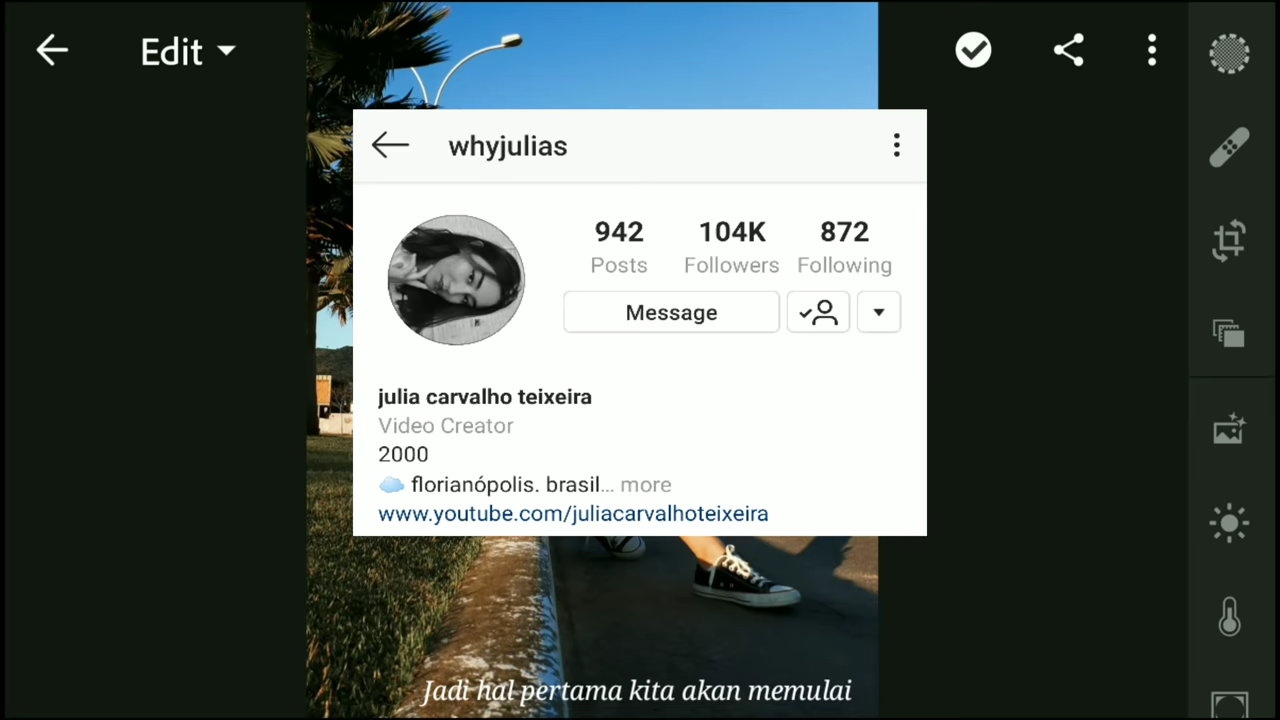 Edit
whyjulias
942 104K 872
Posts Followers Following
Message
julia carvalho teixeira
Video Creator
2000
florianópolis. brasil... more
www.youtube.com/juliacarvalhoteixeira
Jadi hal pertama kita akan memulai